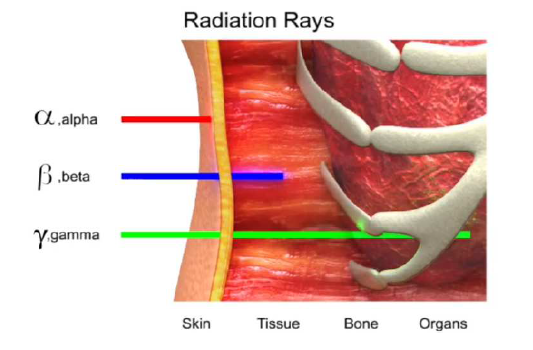 Radiation Rays
α,alpha
β,beta
γ,gamma
Skin Tissue Bone Organs